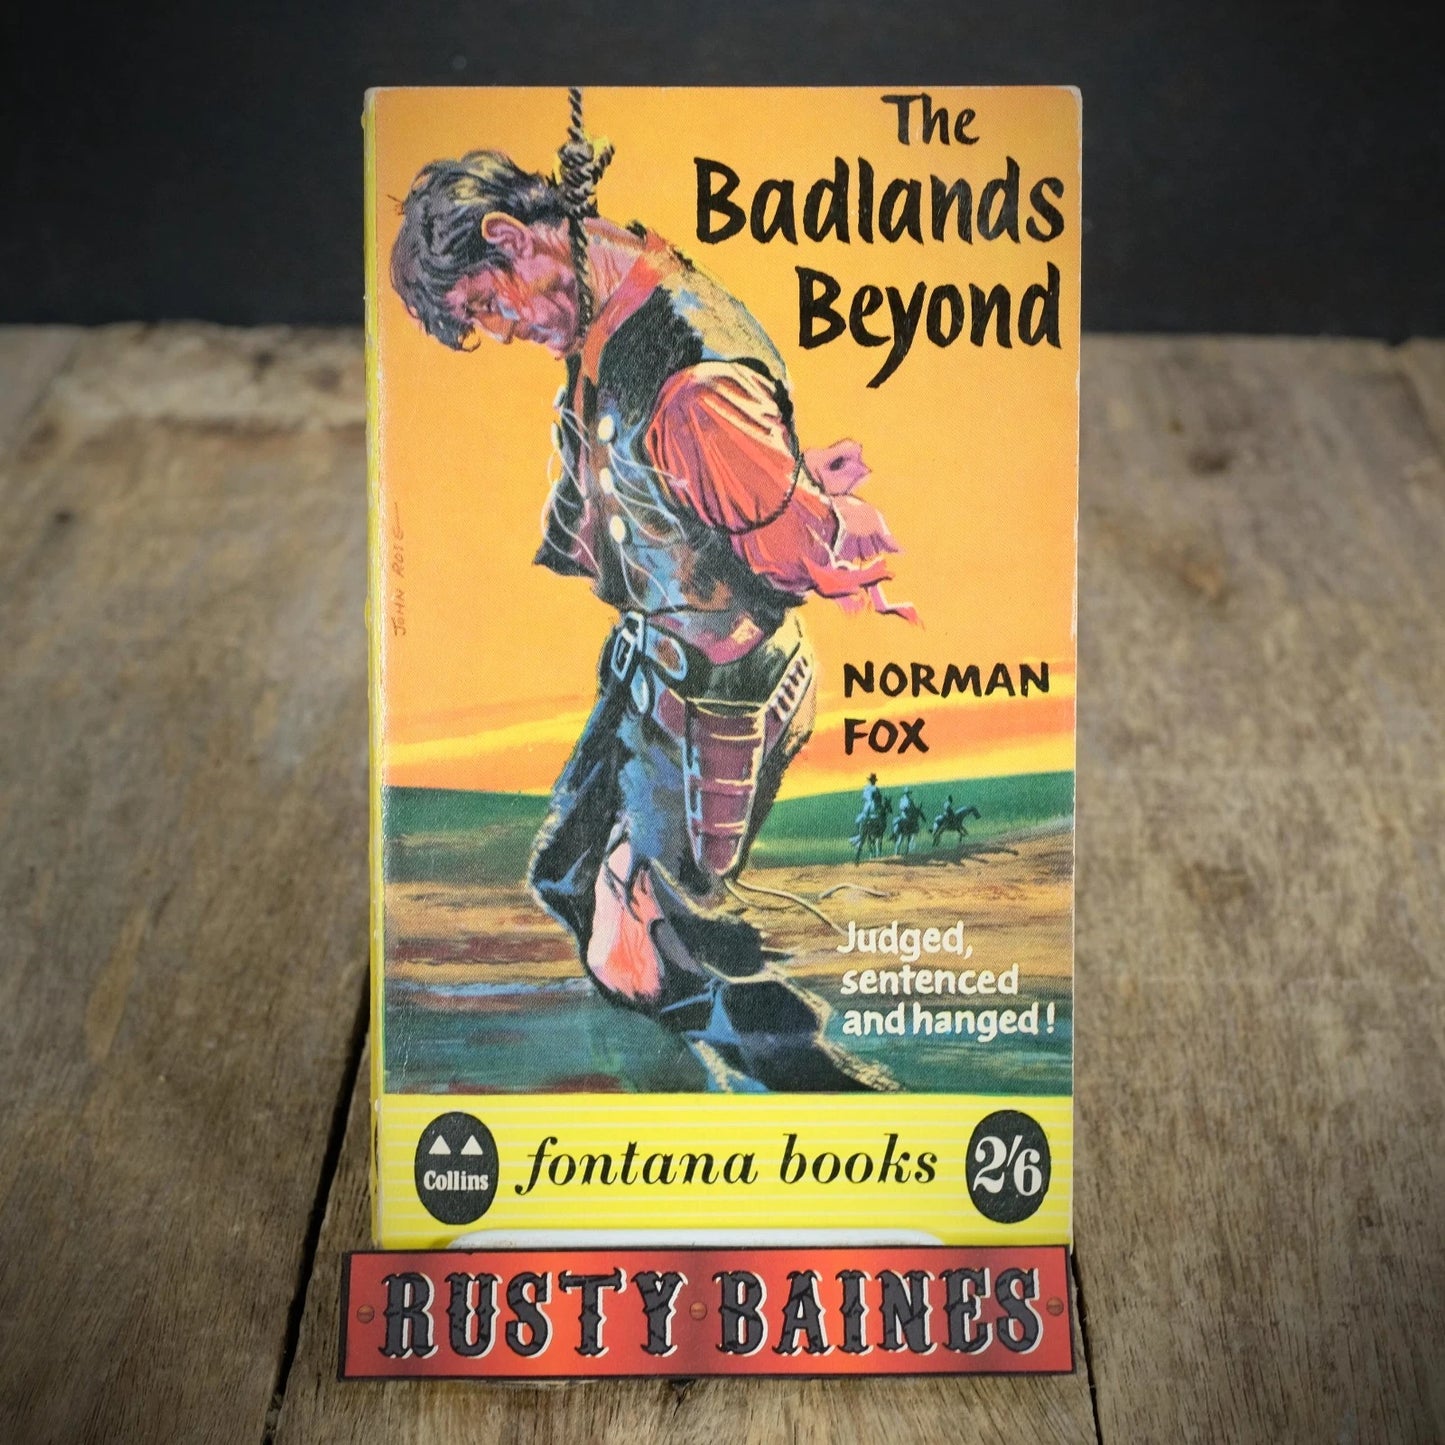 The
Badlands
Beyond
JOHN ROSE
NORMAN
FOX
Judged,
sentenced
and hanged!
Collins
fontana books
2/6
RUSTY BAINES